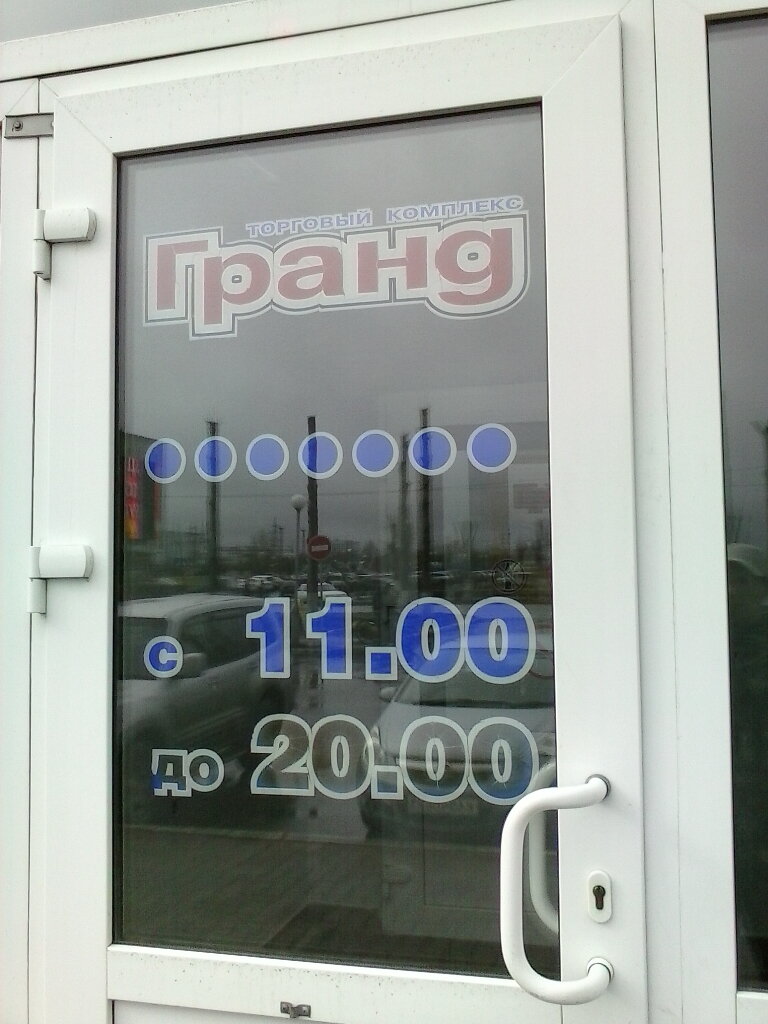 ТОРГОВЫЙ КОМПЛЕКС
Гранд
с 11.00
до 20.00